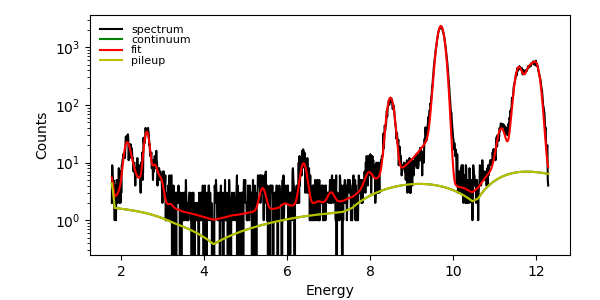 spectrum
continuum
fit
pileup
10³
10²
10¹
10⁰
Counts
2 4 6 8 10 12
Energy